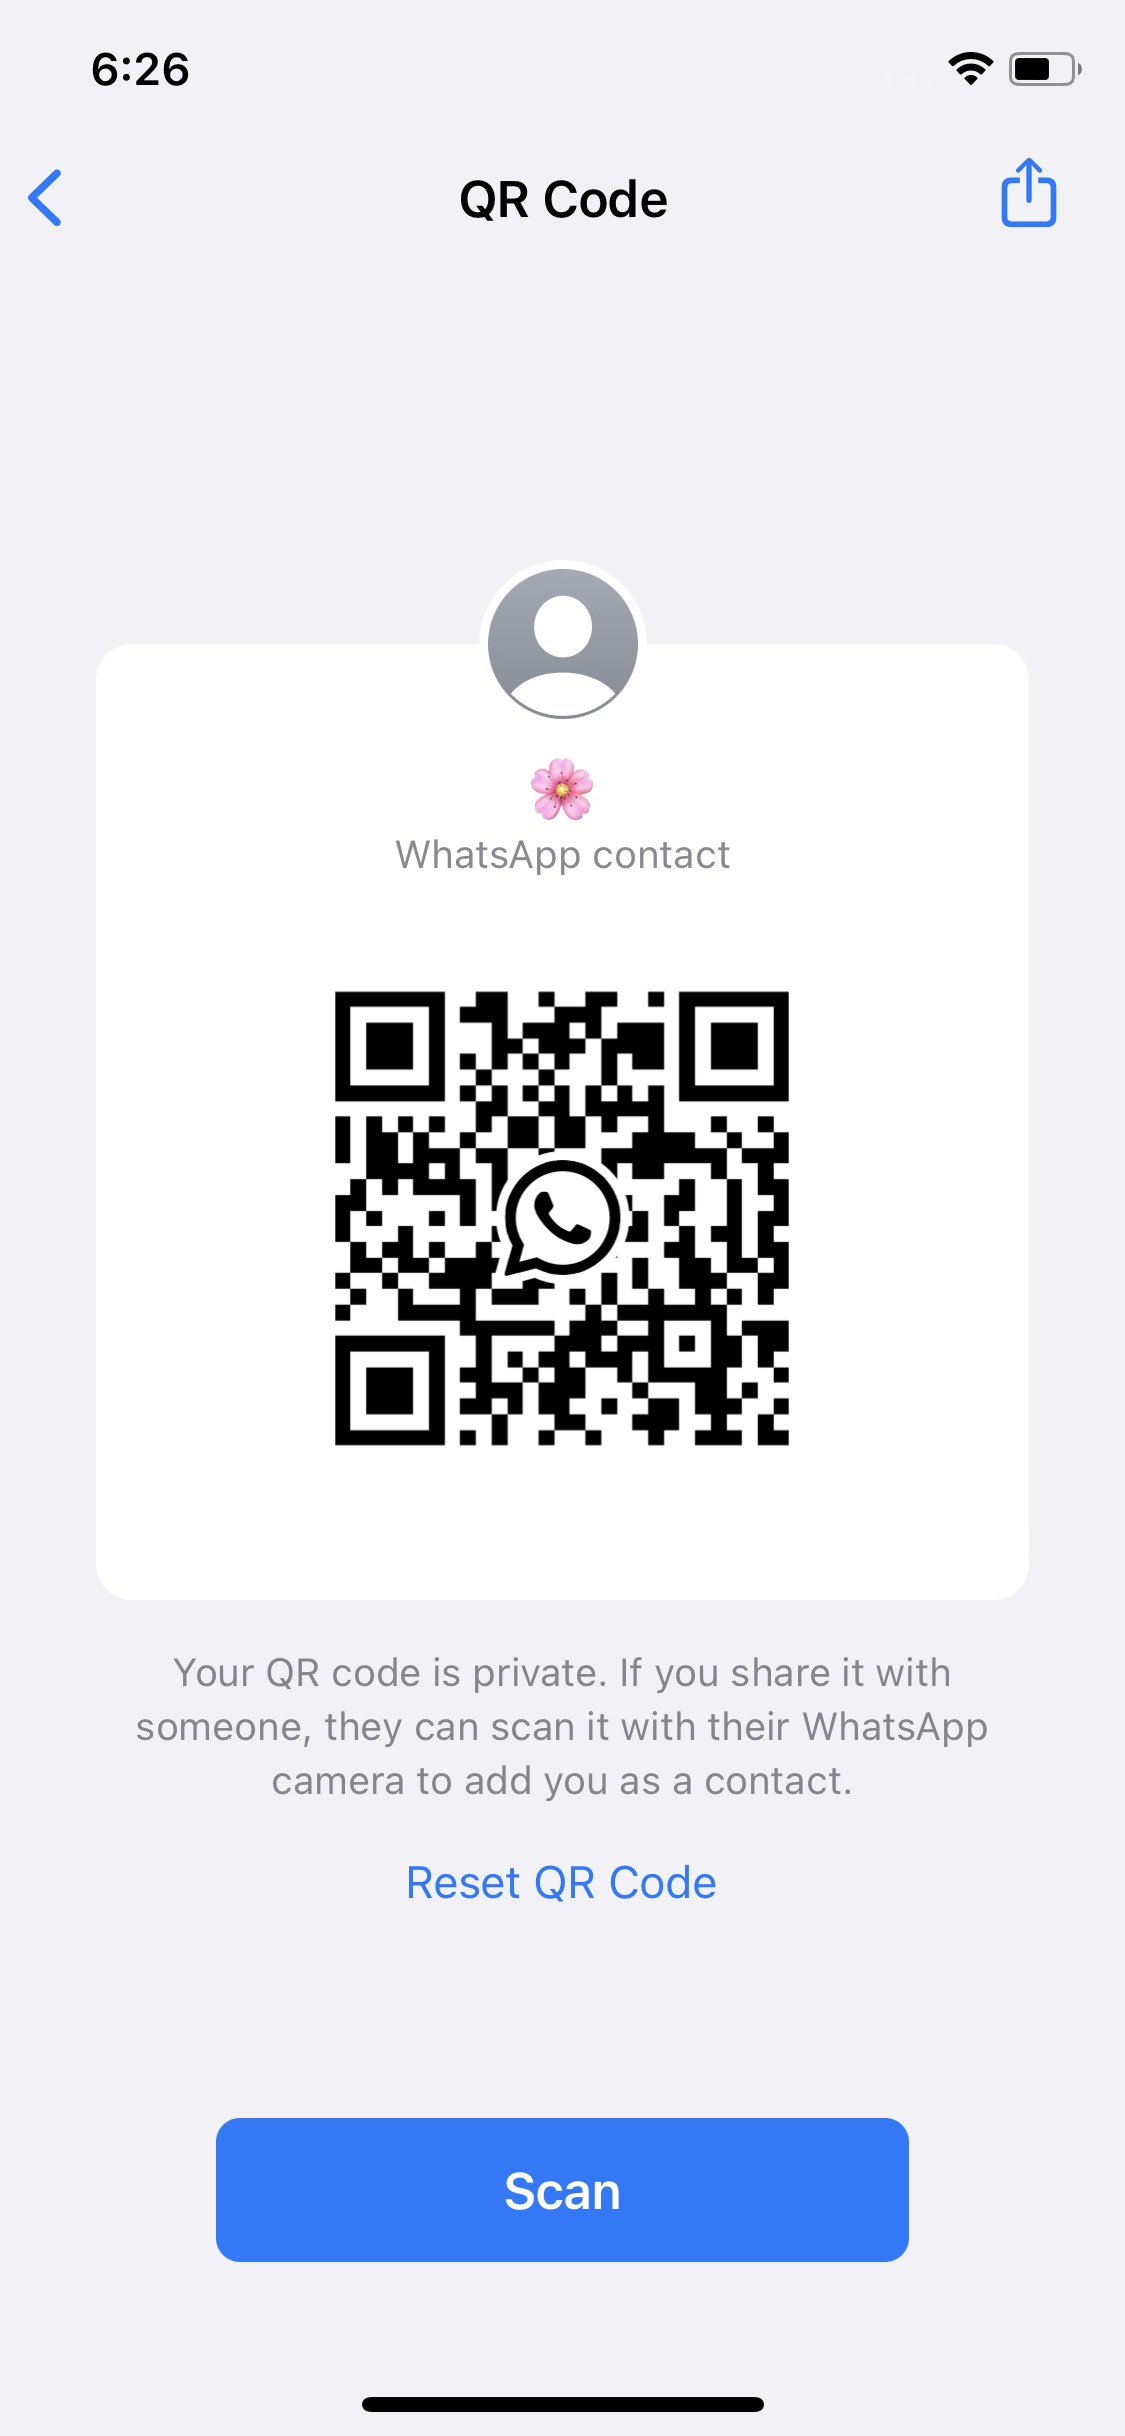 6:26
QR Code
🌸
WhatsApp contact
Your QR code is private. If you share it with
someone, they can scan it with their WhatsApp
camera to add you as a contact.
Reset QR Code
Scan